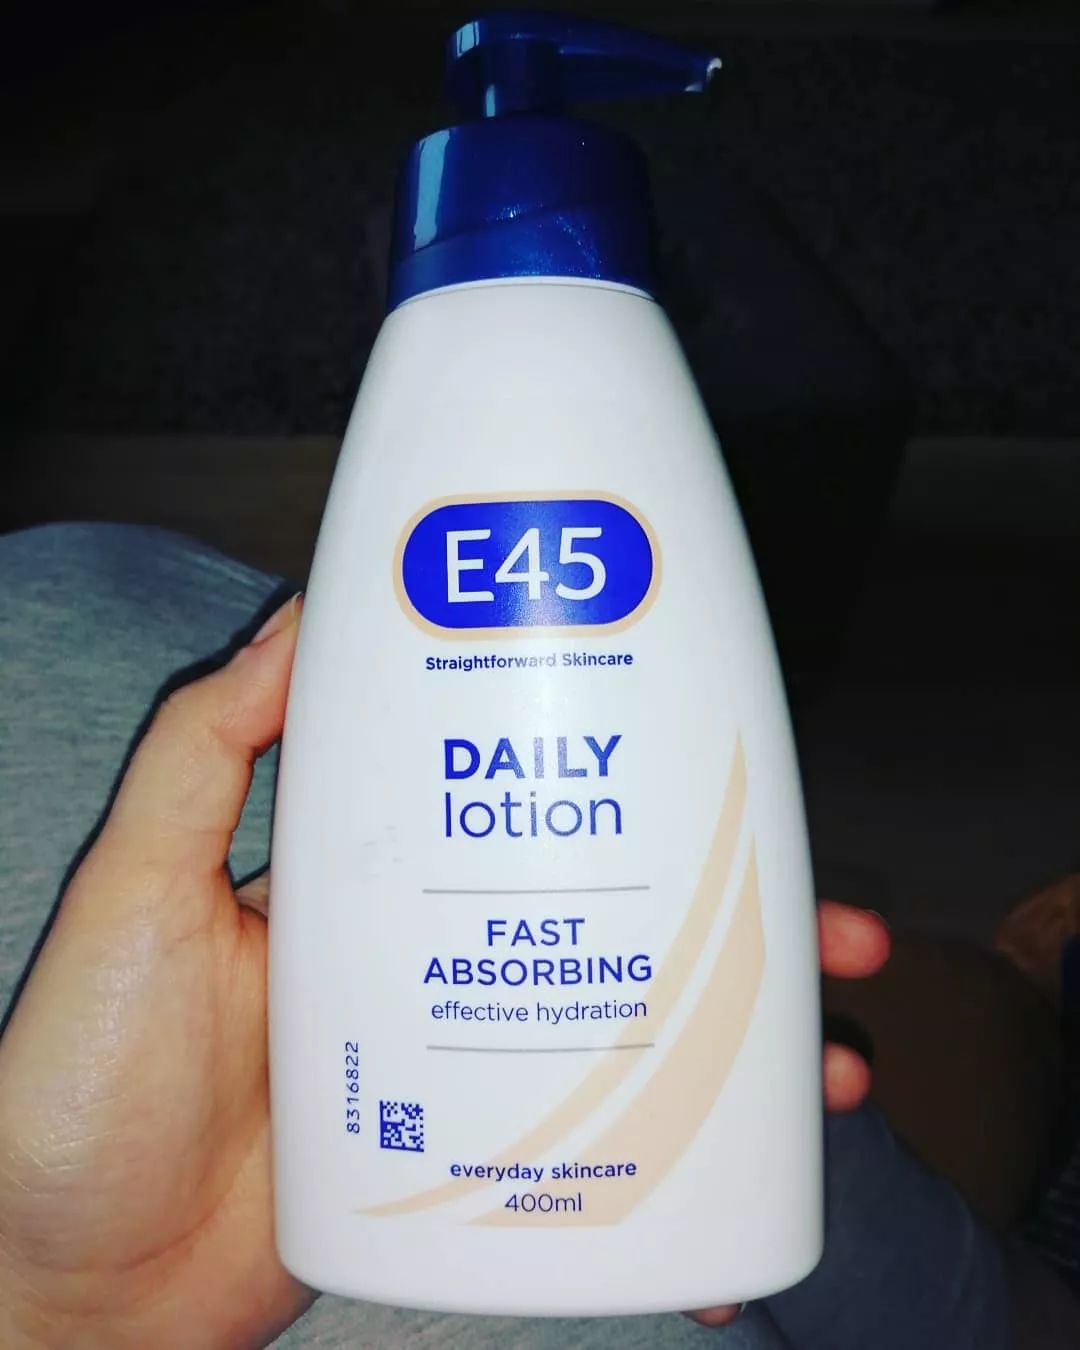 E45
Straightforward Skincare
DAILY
lotion
FAST
ABSORBING
effective hydration
8316822
everyday skincare
400ml